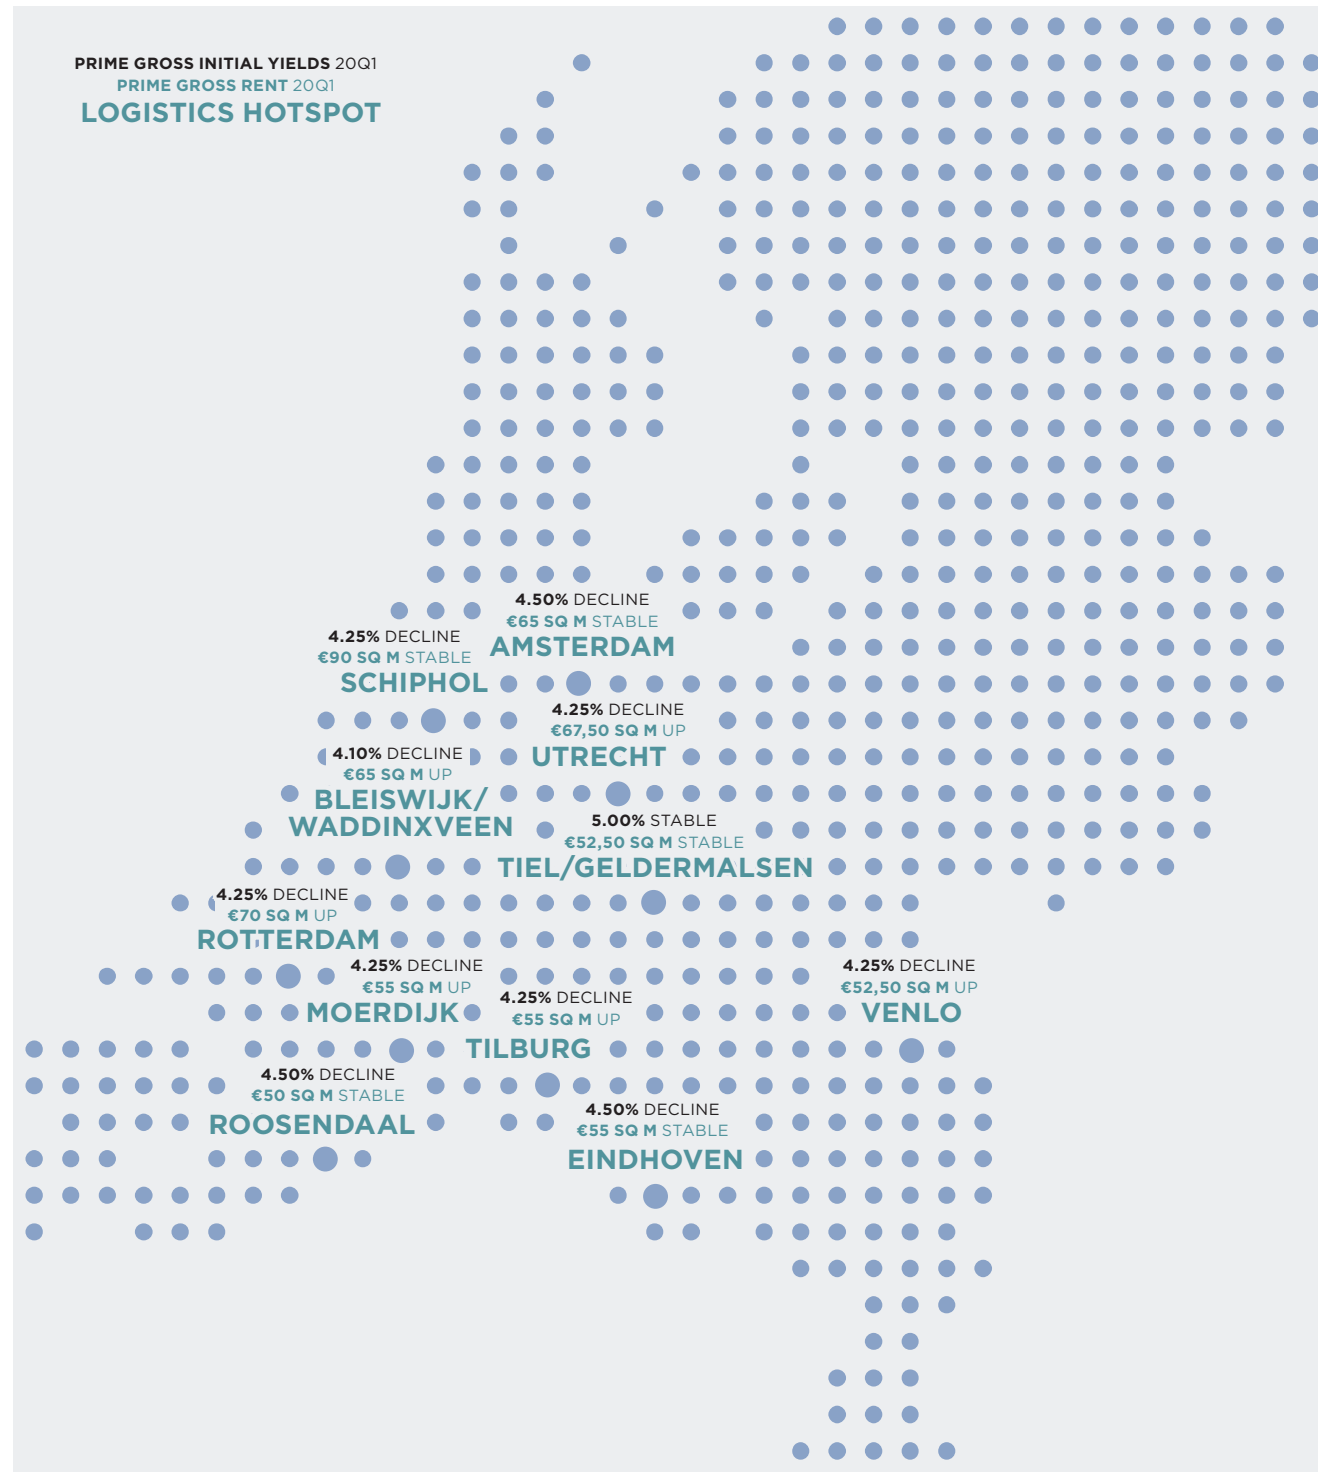 PRIME GROSS INITIAL YIELDS 20Q1
PRIME GROSS RENT 20Q1
LOGISTICS HOTSPOT
4.50% DECLINE
€65 SQ M STABLE
AMSTERDAM
4.25% DECLINE
€90 SQ M STABLE
SCHIPHOL
4.25% DECLINE
€67,50 SQ M UP
UTRECHT
4.10% DECLINE
€65 SQ M UP
BLEISWIJK/
WADDINXVEEN
5.00% STABLE
€52,50 SQ M STABLE
TIEL/GELDERMALSEN
4.25% DECLINE
€70 SQ M UP
ROTTERDAM
4.25% DECLINE
€55 SQ M UP
MOERDIJK
4.25% DECLINE
€55 SQ M UP
TILBURG
4.25% DECLINE
€52,50 SQ M UP
VENLO
4.50% DECLINE
€50 SQ M STABLE
ROOSENDAAL
4.50% DECLINE
€55 SQ M STABLE
EINDHOVEN